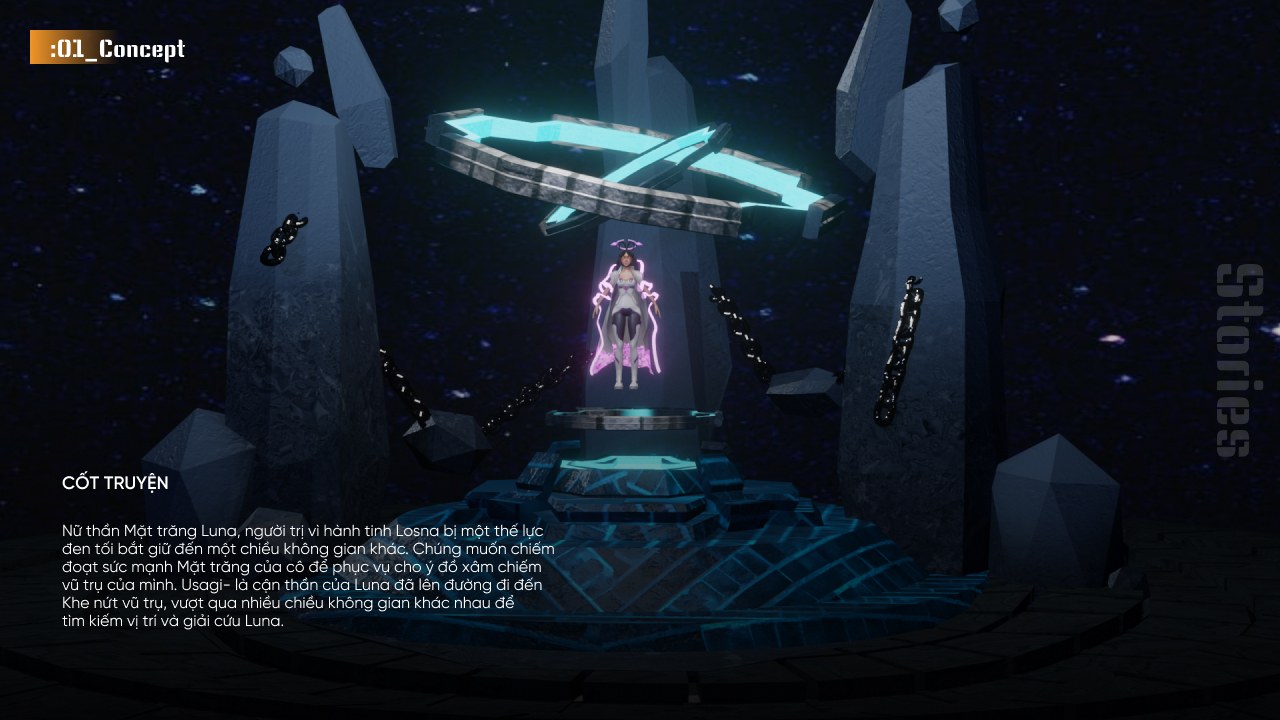 :01_Concept
Stories
CỐT TRUYỆN
Nữ thần Mặt trăng Luna, người trị vì hành tinh Losna bị một thế lực
đen tối bắt giữ đến một chiều không gian khác. Chúng muốn chiếm
đoạt sức mạnh Mặt trăng của cô để phục vụ cho ý đồ xâm chiếm
vũ trụ của mình. Usagi- là cận thần của Luna đã lên đường đi đến
Khe nứt vũ trụ, vượt qua nhiều chiều không gian khác nhau để
tìm kiếm vị trí và giải cứu Luna.